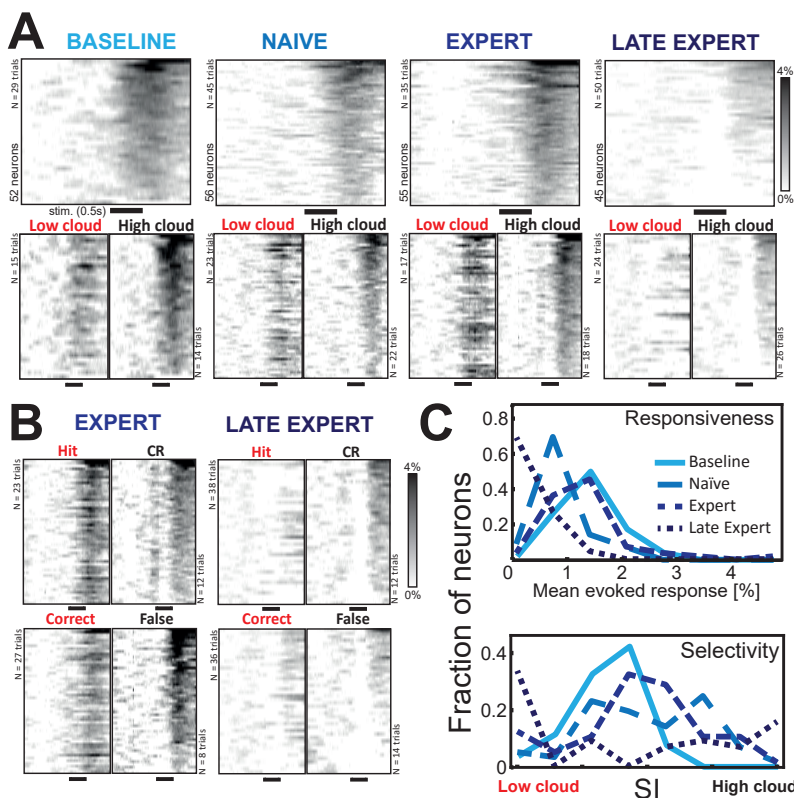 A
BASELINE NAIVE EXPERT LATE EXPERT
N = 29 trials
52 neurons
N = 45 trials
56 neurons
N = 35 trials
55 neurons
N = 50 trials
45 neurons
4%
0%
stim. (0.5s)
Low cloud High cloud
N = 15 trials
N = 14 trials
Low cloud High cloud
N = 23 trials
N = 22 trials
Low cloud High cloud
N = 17 trials
N = 18 trials
Low cloud High cloud
N = 24 trials
N = 26 trials
B
EXPERT LATE EXPERT
Hit CR
N = 23 trials
N = 12 trials
Hit CR
N = 38 trials
N = 12 trials
4%
0%
Correct False
N = 27 trials
N = 8 trials
Correct False
N = 36 trials
N = 14 trials
C
Fraction of neurons
Responsiveness
0.8
0.6
0.4
0.2
Baseline
Naïve
Expert
Late Expert
0 1 2 3 4
Mean evoked response [%]
Selectivity
0.4
0.2
0
Low cloud SI High cloud